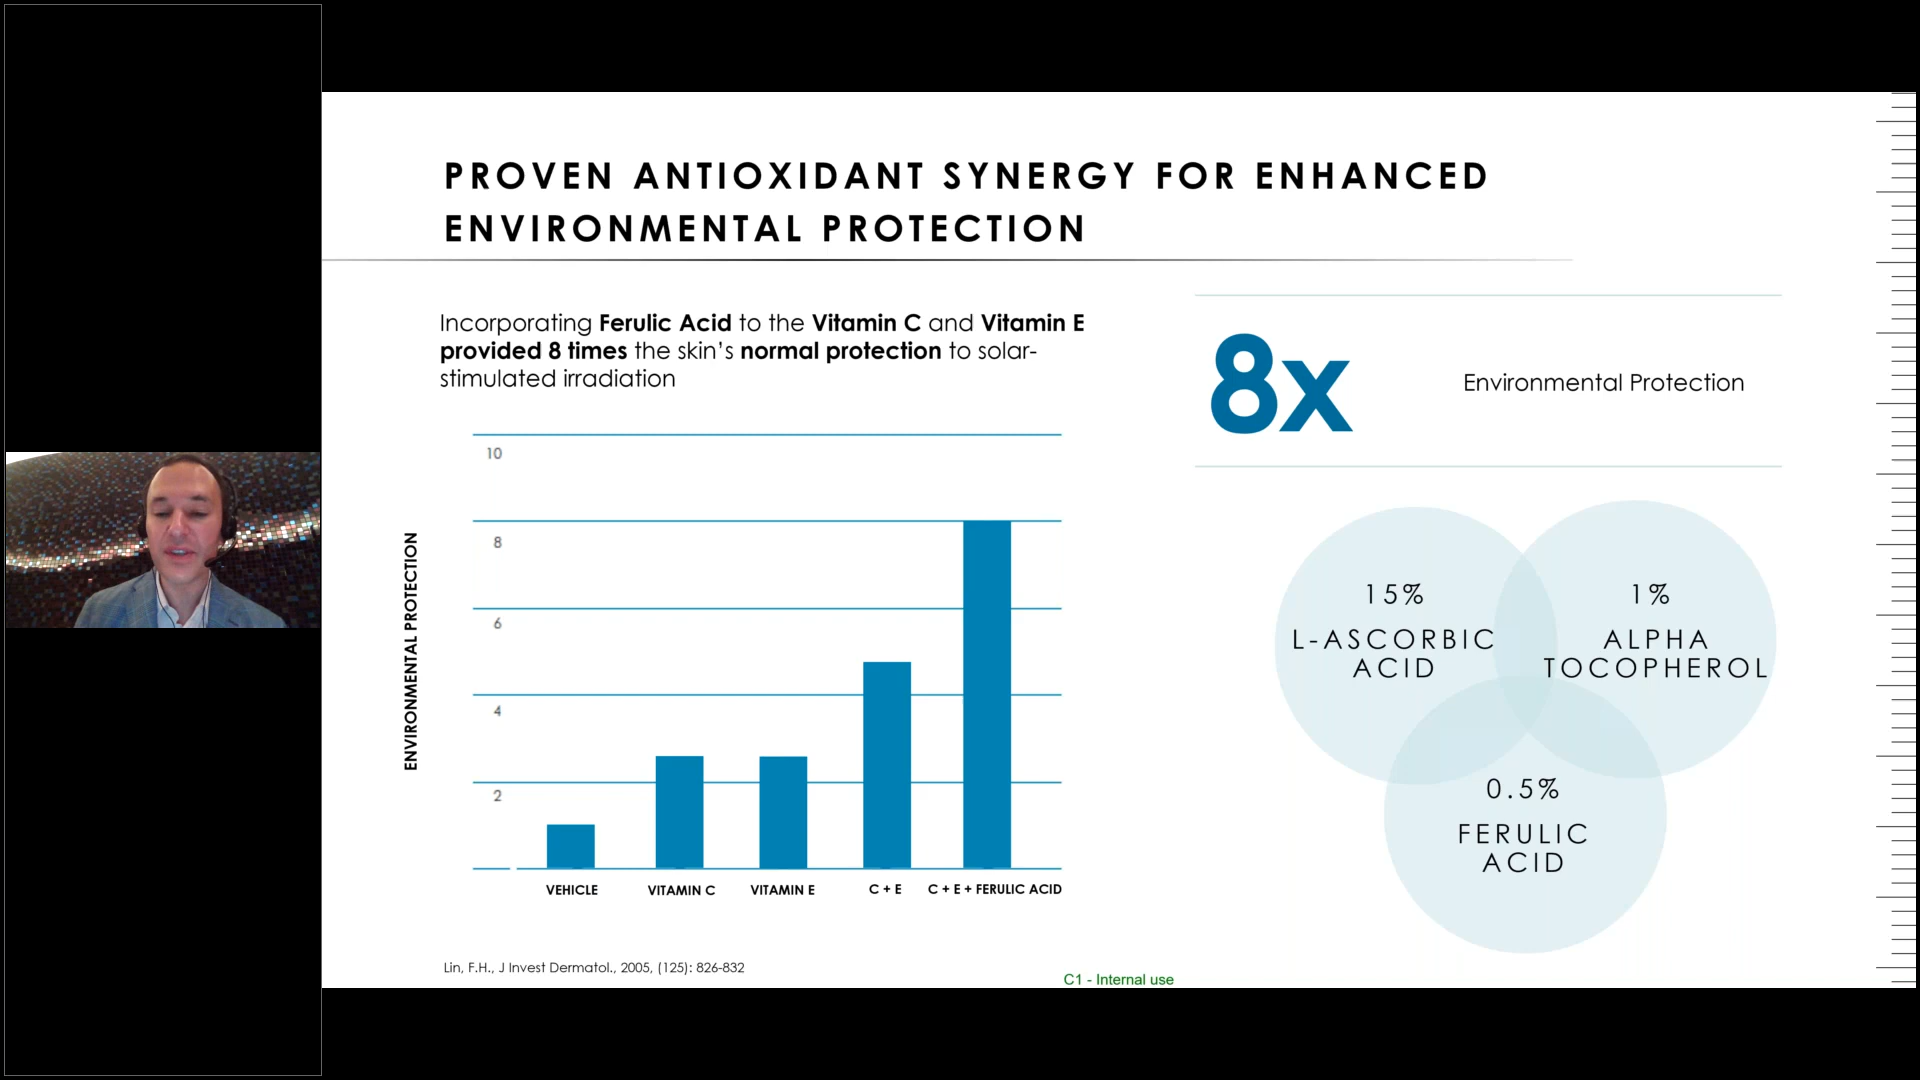 PROVEN ANTIOXIDANT SYNERGY FOR ENHANCED
ENVIRONMENTAL PROTECTION
Incorporating Ferulic Acid to the Vitamin C and Vitamin E
provided 8 times the skin's normal protection to solar-
stimulated irradiation
8x
Environmental Protection
ENVIRONMENTAL PROTECTION
10
8
6
4
2
VEHICLE
VITAMIN C
VITAMIN E
C + E
C + E + FERULIC ACID
15%
L-ASCORBIC
ACID
1%
ALPHA
TOCOPHEROL
0.5%
FERULIC
ACID
Lin, F.H., J Invest Dermatol., 2005, (125): 826-832
C1 - Internal use